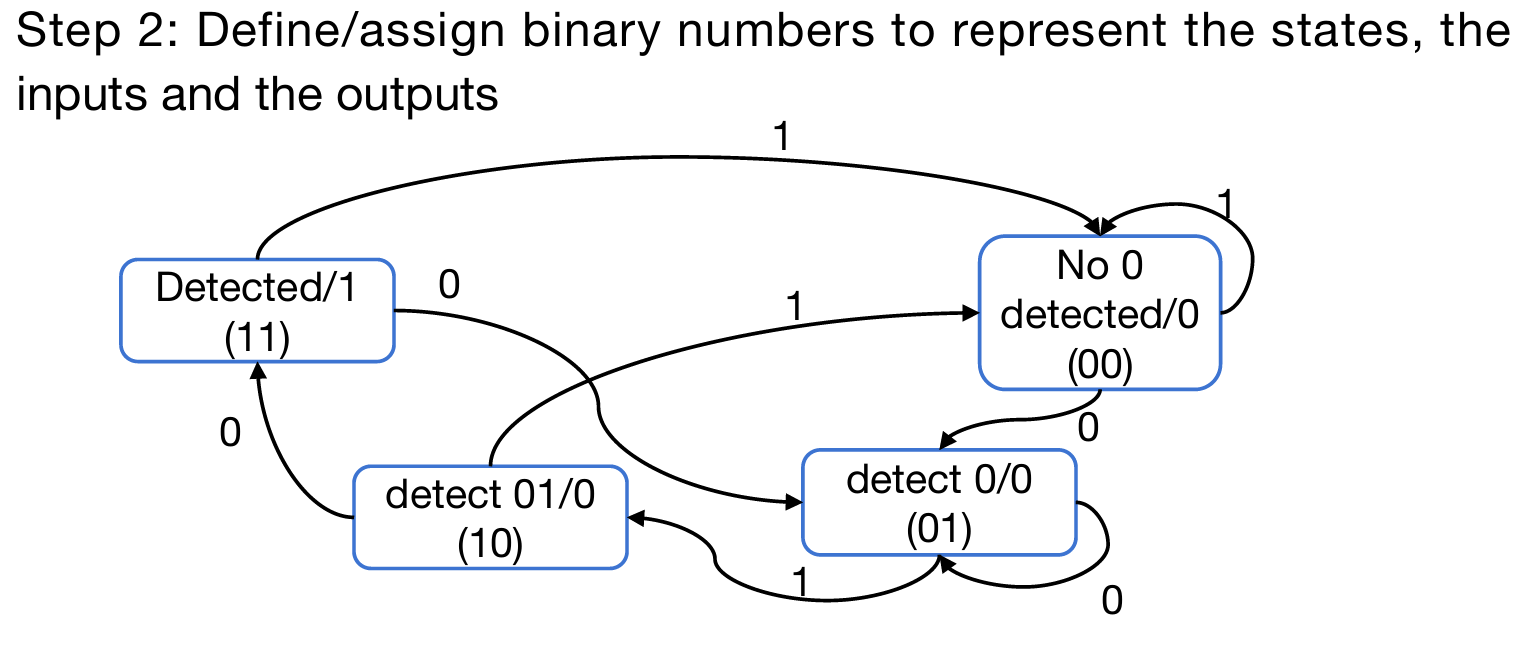 Step 2: Define/assign binary numbers to represent the states, the
inputs and the outputs
1
1
Detected/1
(11)
0
1
No 0
detected/0
(00)
0
0
detect 01/0
(10)
detect 0/0
(01)
1
0